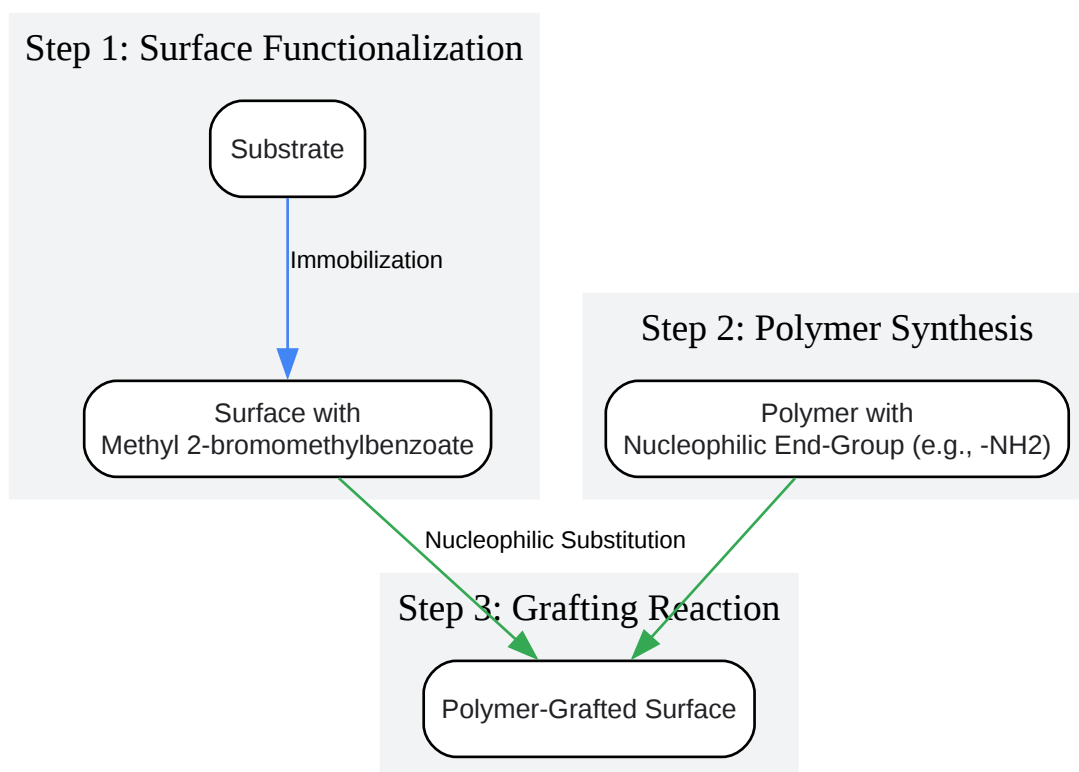 Step 1: Surface Functionalization
Substrate
Immobilization
Surface with
Methyl 2-bromomethylbenzoate
Step 2: Polymer Synthesis
Polymer with
Nucleophilic End-Group (e.g., -NH2)
Nucleophilic Substitution
Step 3: Grafting Reaction
Polymer-Grafted Surface